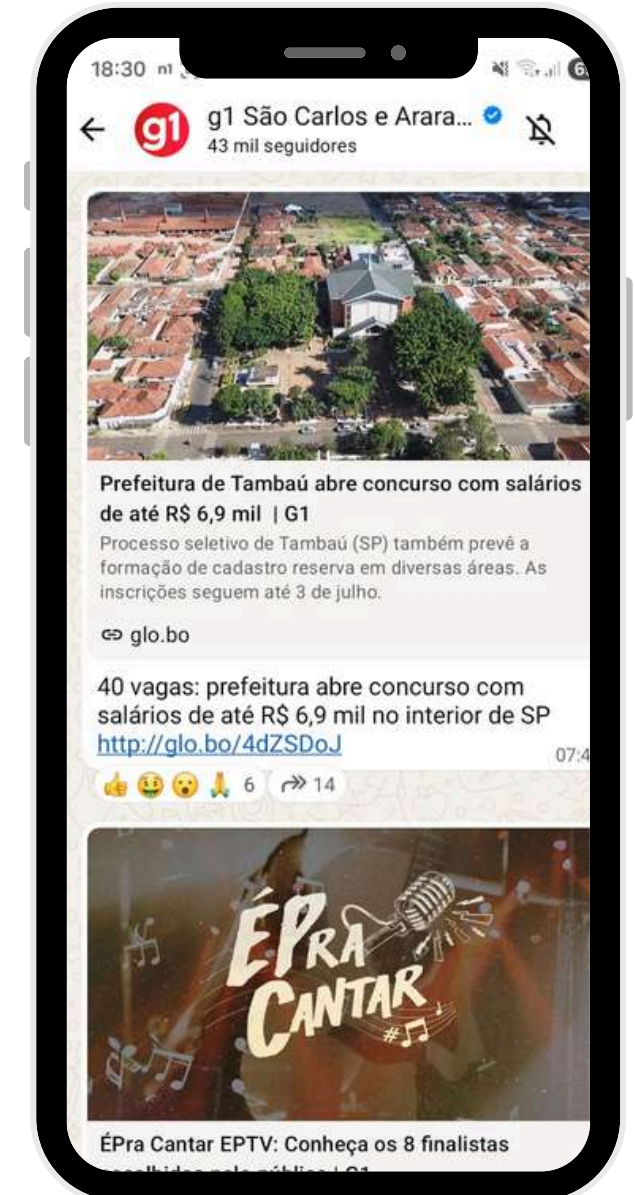 18:30
g1
g1 São Carlos e Arara...
43 mil seguidores
Prefeitura de Tambaú abre concurso com salários
de até R$ 6,9 mil | G1
Processo seletivo de Tambaú (SP) também prevê a
formação de cadastro reserva em diversas áreas. As
inscrições seguem até 3 de julho.
glo.bo
40 vagas: prefeitura abre concurso com
salários de até R$ 6,9 mil no interior de SP
http://glo.bo/4dZSDoJ
07:4
6
14
ÉPRA
CANTAR
#
ÉPra Cantar EPTV: Conheça os 8 finalistas